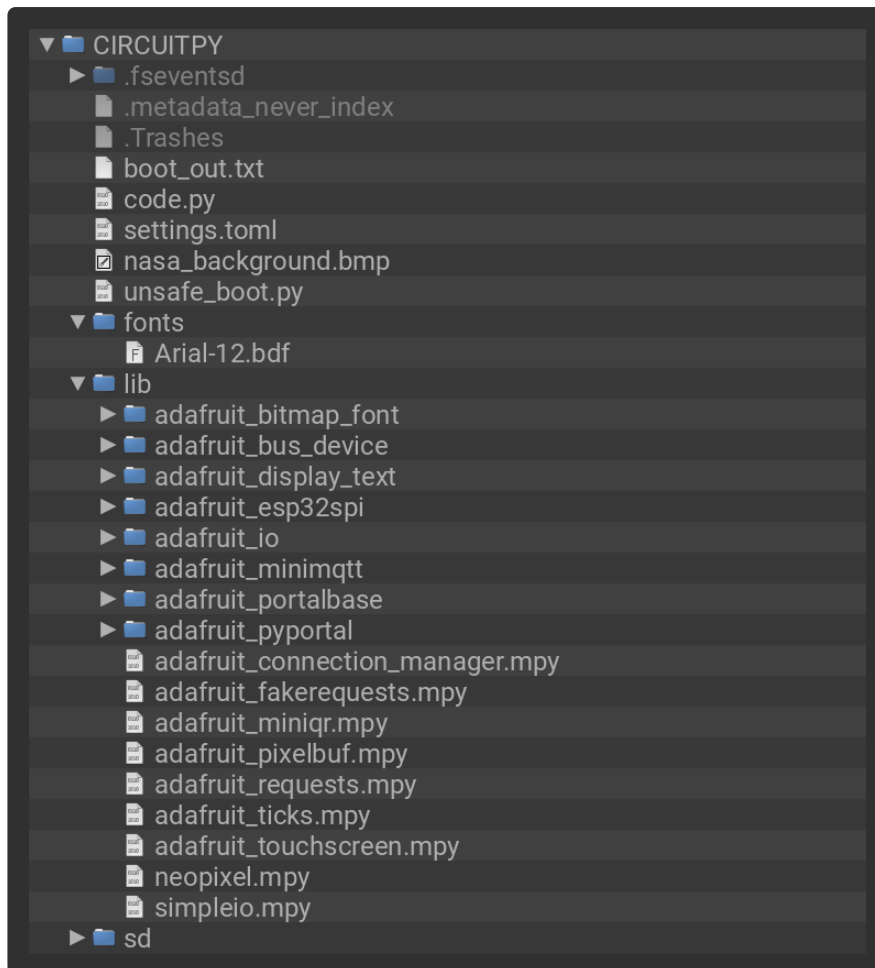 CIRCUITPY
.fseventsd
.metadata_never_index
.Trashes
boot_out.txt
code.py
settings.toml
nasa_background.bmp
unsafe_boot.py
fonts
Arial-12.bdf
lib
adafruit_bitmap_font
adafruit_bus_device
adafruit_display_text
adafruit_esp32spi
adafruit_io
adafruit_minimqtt
adafruit_portalbase
adafruit_pyportal
adafruit_connection_manager.mpy
adafruit_fakerequests.mpy
adafruit_miniqr.mpy
adafruit_pixelbuf.mpy
adafruit_requests.mpy
adafruit_ticks.mpy
adafruit_touchscreen.mpy
neopixel.mpy
simpleio.mpy
sd